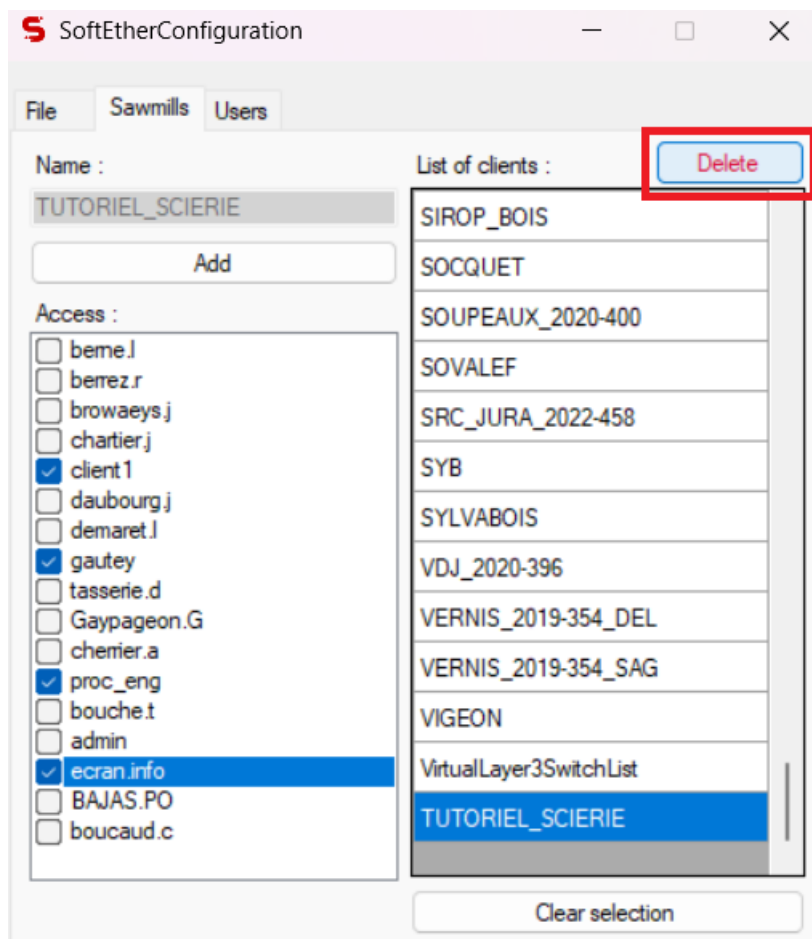 SoftEtherConfiguration
File Sawmills Users
Name :
TUTORIEL_SCIERIE
Add
Access :
berne.l
berrez.r
browaeys.j
chartier.j
client1
daubourg.j
demaret.l
gautey
tasserie.d
Gaypageon.G
cherrier.a
proc_eng
bouche.t
admin
ecran.info
BAJAS.PO
boucaud.c
List of clients :
Delete
SIROP_BOIS
SOCQUET
SOUPEAUX_2020-400
SOVALEF
SRC_JURA_2022-458
SYB
SYLVABOIS
VDJ_2020-396
VERNIS_2019-354_DEL
VERNIS_2019-354_SAG
VIGEON
VirtualLayer3SwitchList
TUTORIEL_SCIERIE
Clear selection